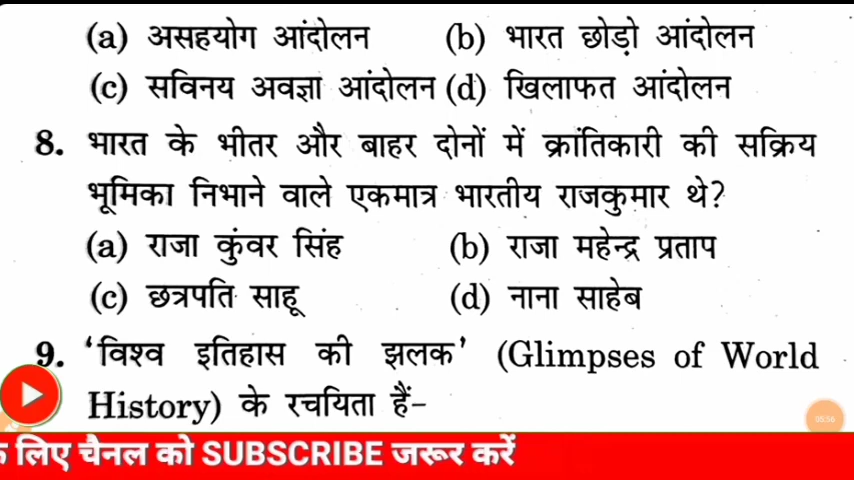 (a) असहयोग आंदोलन (b) भारत छोड़ो आंदोलन
(c) सविनय अवज्ञा आंदोलन (d) खिलाफत आंदोलन
8. भारत के भीतर और बाहर दोनों में क्रांतिकारी की सक्रिय
भूमिका निभाने वाले एकमात्र भारतीय राजकुमार थे?
(a) राजा कुंवर सिंह (b) राजा महेन्द्र प्रताप
(c) छत्रपति साहू (d) नाना साहेब
9. ‘विश्व इतिहास की झलक’ (Glimpses of World
History) के रचयिता हैं-
लिए चैनल को SUBSCRIBE जरूर करें